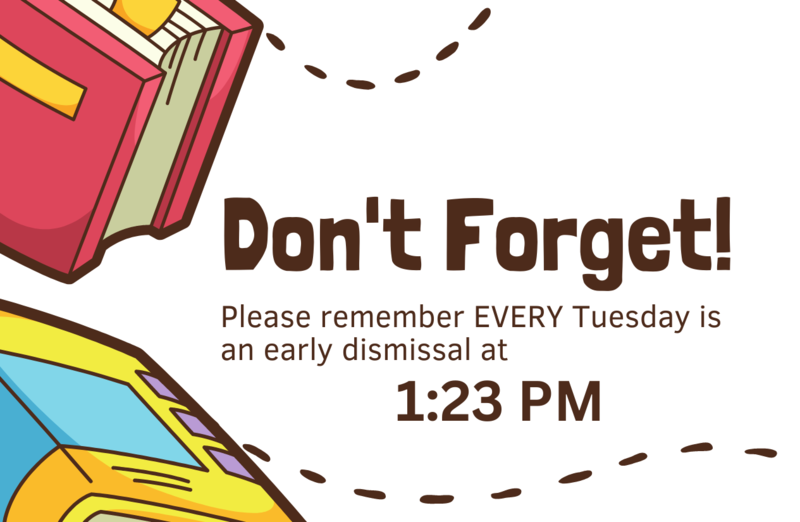 Don't Forget!
Please remember EVERY Tuesday is
an early dismissal at
1:23 PM